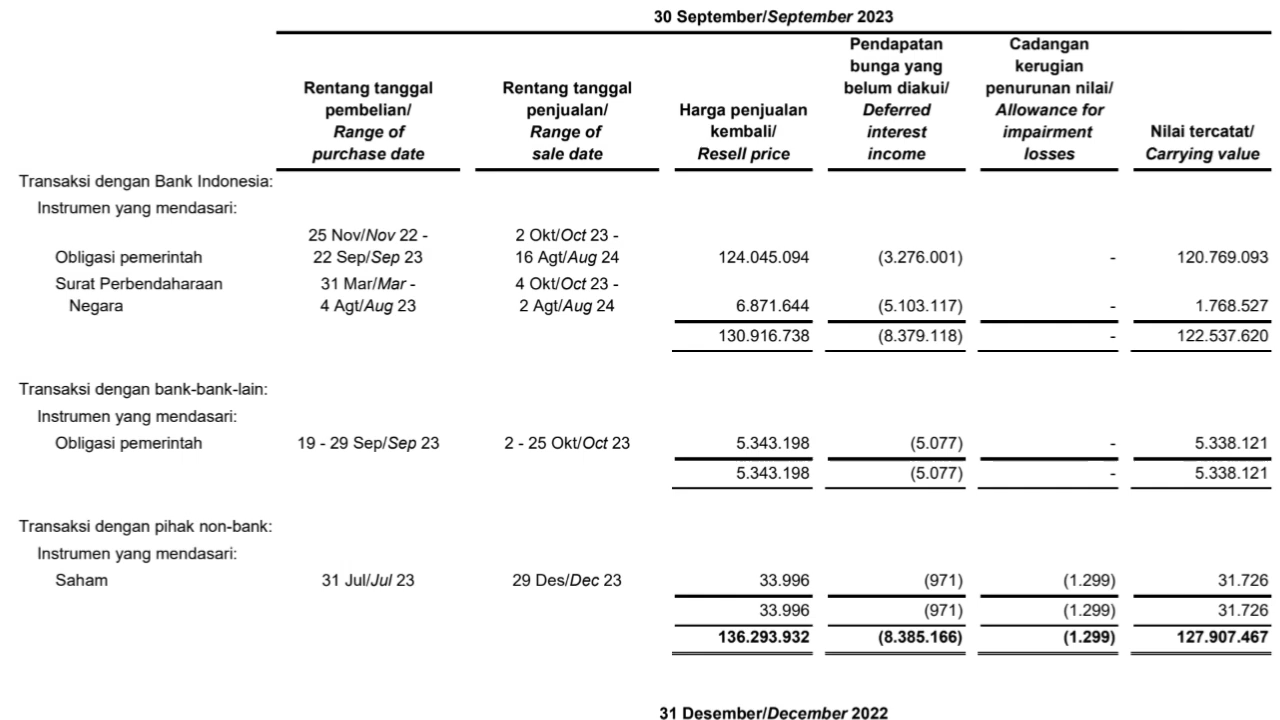 30 September/September 2023
Pendapatan Cadangan
bunga yang kerugian
Rentang tanggal Rentang tanggal belum diakui/ penurunan nilai/
pembelian/ penjualan/ Harga penjualan Deferred Allowance for
Range of Range of kembali/ interest impairment Nilai tercatat/
purchase date sale date Resell price income losses Carrying value
Transaksi dengan Bank Indonesia:
Instrumen yang mendasari:
25 Nov/Nov 22 - 2 Okt/Oct 23 -
Obligasi pemerintah 22 Sep/Sep 23 16 Agt/Aug 24 124.045.094 (3.276.001) - 120.769.093
Surat Perbendaharaan 31 Mar/Mar - 4 Okt/Oct 23 -
Negara 4 Agt/Aug 23 2 Agt/Aug 24 6.871.644 (5.103.117) - 1.768.527
130.916.738 (8.379.118) - 122.537.620
Transaksi dengan bank-bank-lain:
Instrumen yang mendasari:
Obligasi pemerintah 19 - 29 Sep/Sep 23 2 - 25 Okt/Oct 23 5.343.198 (5.077) - 5.338.121
5.343.198 (5.077) - 5.338.121
Transaksi dengan pihak non-bank:
Instrumen yang mendasari:
Saham 31 Jul/Jul 23 29 Des/Dec 23 33.996 (971) (1.299) 31.726
33.996 (971) (1.299) 31.726
136.293.932 (8.385.166) (1.299) 127.907.467
31 Desember/December 2022